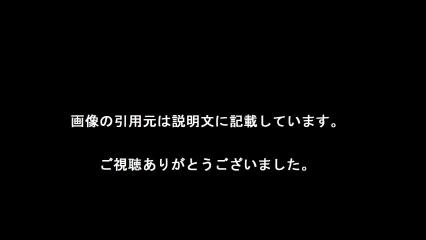 画像の引用元は説明文に記載しています。
ご視聴ありがとうございました。